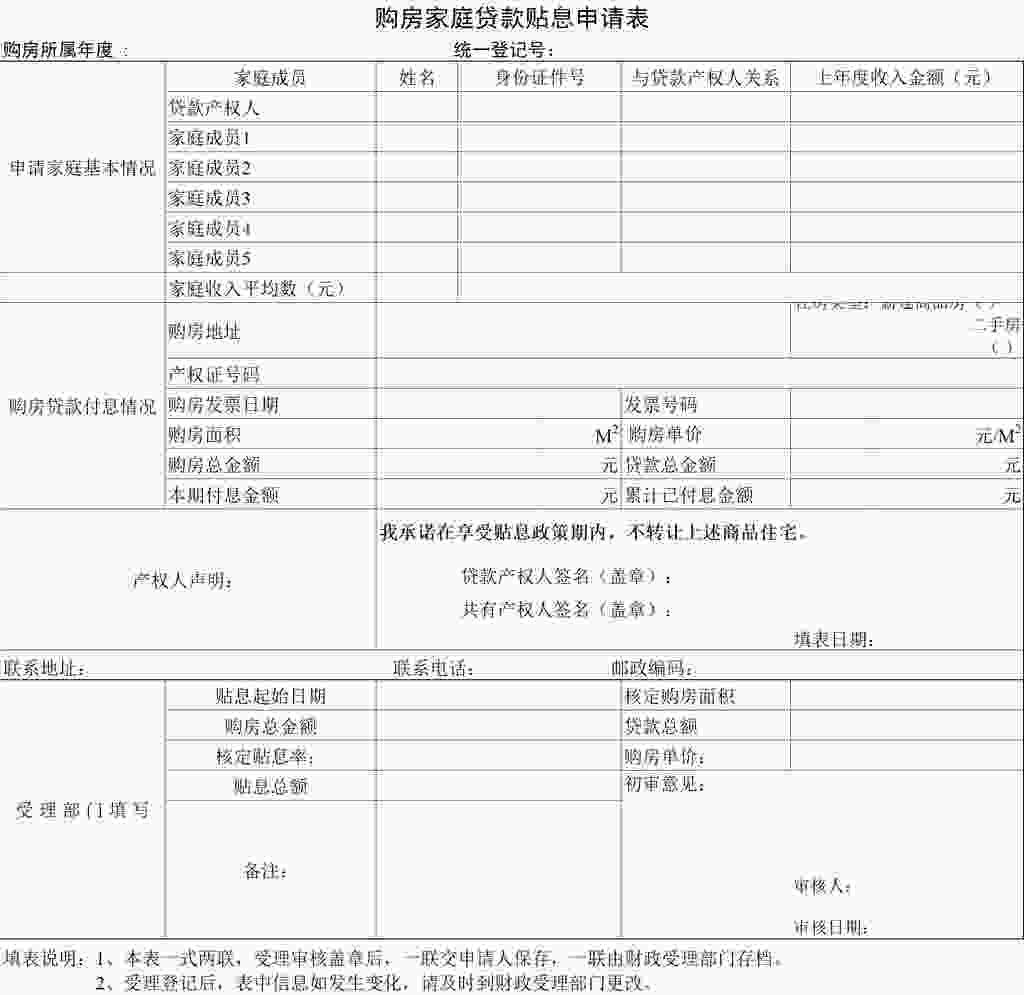 购房家庭贷款贴息申请表
购房所属年度 : 统一登记号:
家庭成员 姓名 身份证件号 与贷款产权人关系 上年度收入金额（元）
申请家庭基本情况
贷款产权人
家庭成员1
家庭成员2
家庭成员3
家庭成员4
家庭成员5
家庭收入平均数（元）
购房贷款付息情况
购房地址 住房类型: 新建商品房（ ）
二手房
（ ）
产权证号码
购房发票日期 发票号码
购房面积 M² 购房单价 元/M²
购房总金额 元 贷款总金额 元
本期付息金额 元 累计已付息金额 元
产权人声明:
我承诺在享受贴息政策期内，不转让上述商品住宅。
贷款产权人签名（盖章）:
共有产权人签名（盖章）:
填表日期:
联系地址: 联系电话: 邮政编码:
受理部门填写
贴息起始日期 核定购房面积
购房总金额 贷款总额
核定贴息率: 购房单价:
贴息总额 初审意见:
备注:
审核人:
审核日期:
填表说明: 1、本表一式两联，受理审核盖章后，一联交申请人保存，一联由财政受理部门存档。
2、受理登记后，表中信息如发生变化，请及时到财政受理部门更改。